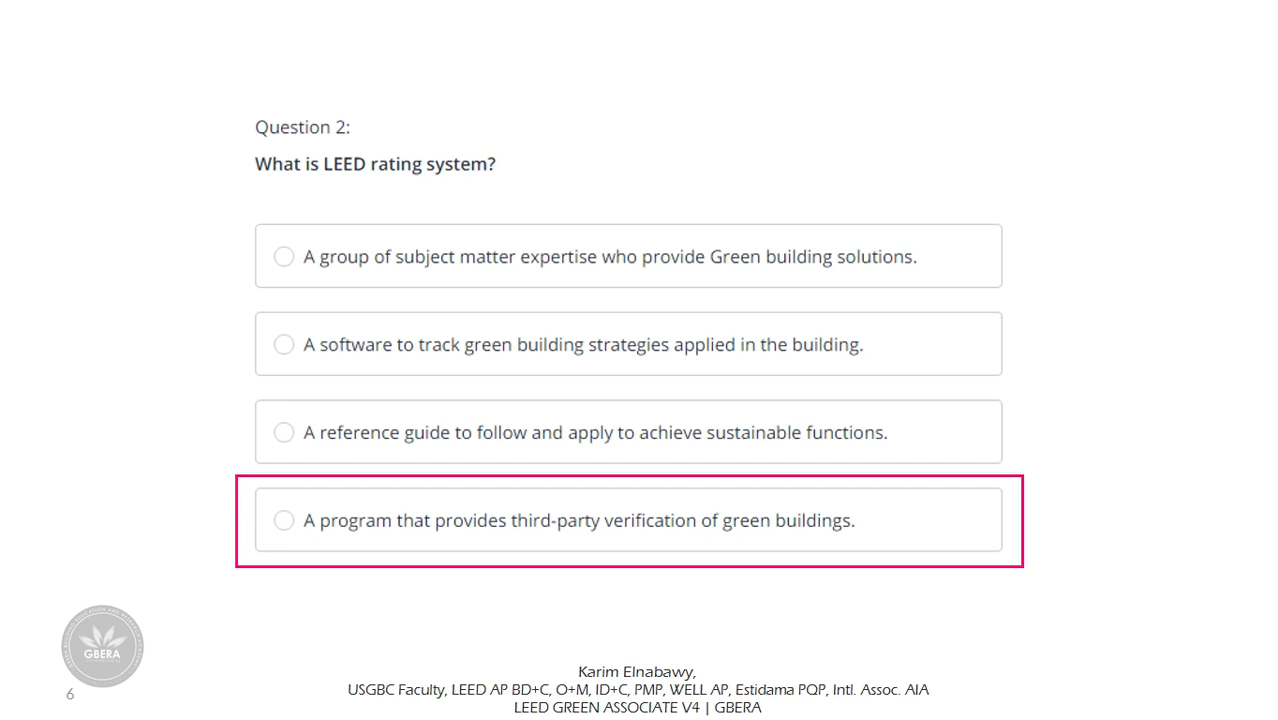 Question 2:
What is LEED rating system?
A group of subject matter expertise who provide Green building solutions.
A software to track green building strategies applied in the building.
A reference guide to follow and apply to achieve sustainable functions.
A program that provides third-party verification of green buildings.
GBERA
6
Karim Elnabawy,
USGBC Faculty, LEED AP BD+C, O+M, ID+C, PMP, WELL AP, Estidama PQP, Intl. Assoc. AIA
LEED GREEN ASSOCIATE V4 | GBERA